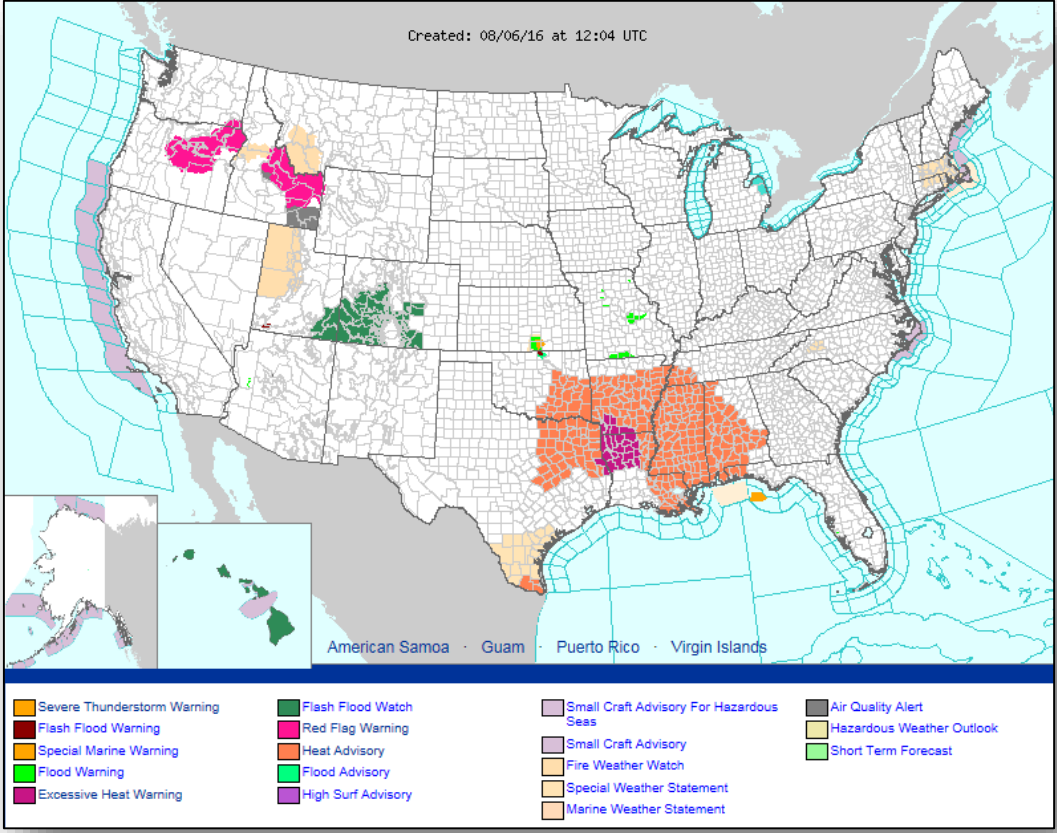 Created: 08/06/16 at 12:04 UTC
American Samoa · Guam · Puerto Rico · Virgin Islands
Severe Thunderstorm Warning
Flash Flood Warning
Special Marine Warning
Flood Warning
Excessive Heat Warning
Flash Flood Watch
Red Flag Warning
Heat Advisory
Flood Advisory
High Surf Advisory
Small Craft Advisory For Hazardous
Seas
Small Craft Advisory
Fire Weather Watch
Special Weather Statement
Marine Weather Statement
Air Quality Alert
Hazardous Weather Outlook
Short Term Forecast